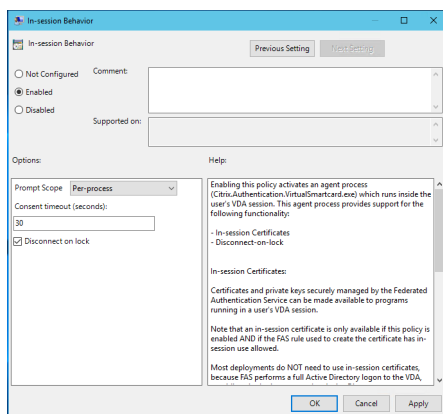 In-session Behavior
In-session Behavior
Previous Setting
Next Setting
Not Configured
Comment:
Enabled
Disabled
Supported on:
Options:
Help:
Prompt Scope Per-process
Consent timeout (seconds):
30
Disconnect on lock
Enabling this policy activates an agent process
(Citrix.Authentication.VirtualSmartcard.exe) which runs inside the
user's VDA session. This agent process provides support for the
following functionality:
- In-session Certificates
- Disconnect-on-lock
In-session Certificates:
Certificates and private keys securely managed by the Federated
Authentication Service can be made available to programs
running in a user's VDA session.
Note that an in-session certificate is only available if this policy is
enabled AND if the FAS rule used to create the certificate has in-
session use allowed.
Most deployments do NOT need to use in-session certificates,
because FAS performs a full Active Directory logon to the VDA,
OK
Cancel
Apply